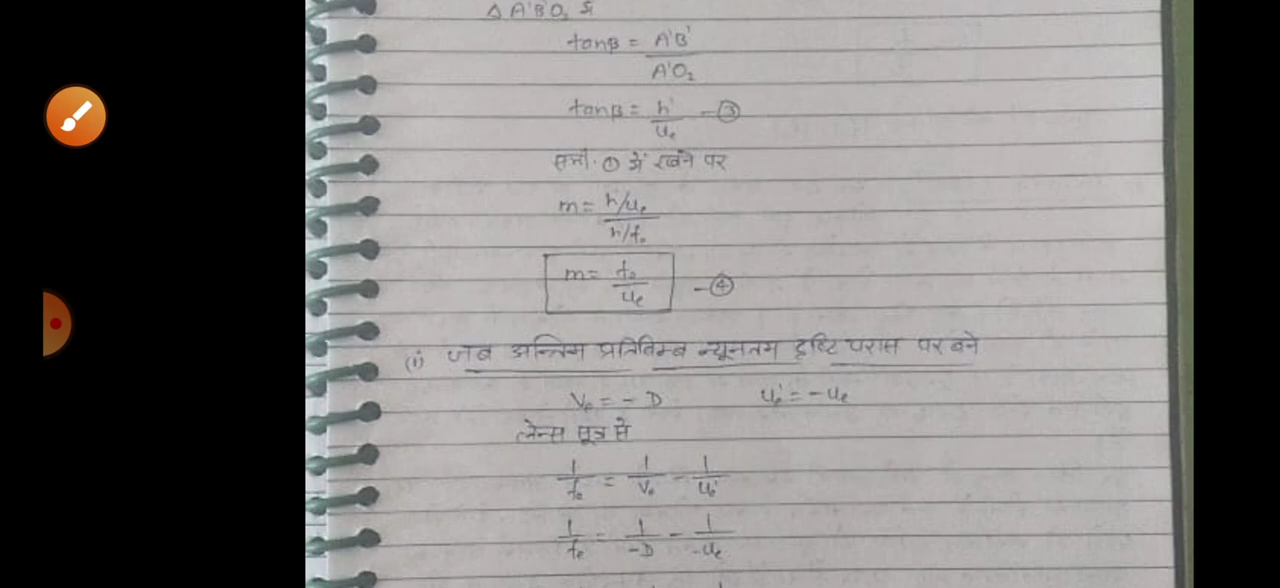 Δ A'B'O₂ से
tanβ = A'B' / A'O₂
tanβ = h' / uₑ - ③
समी. ① में रखने पर
m = h'/uₑ / h'/f₀
m = f₀ / uₑ - ④
(i) जब अन्तिम प्रतिबिम्ब न्यूनतम दृष्टि परास पर बने
Vₑ = - D uₑ' = - uₑ
लेन्स सूत्र से
1/fₑ = 1/Vₑ - 1/uₑ'
1/fₑ = 1/-D - 1/-uₑ